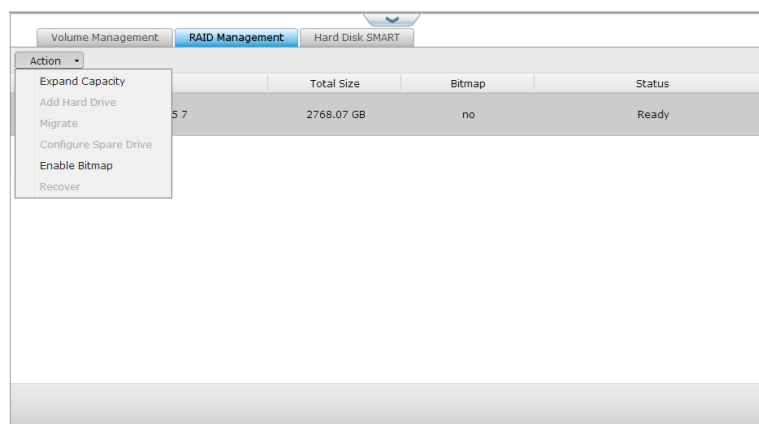 Volume Management RAID Management Hard Disk SMART
Action
Expand Capacity Total Size Bitmap Status
Add Hard Drive
5 7 2768.07 GB no Ready
Migrate
Configure Spare Drive
Enable Bitmap
Recover